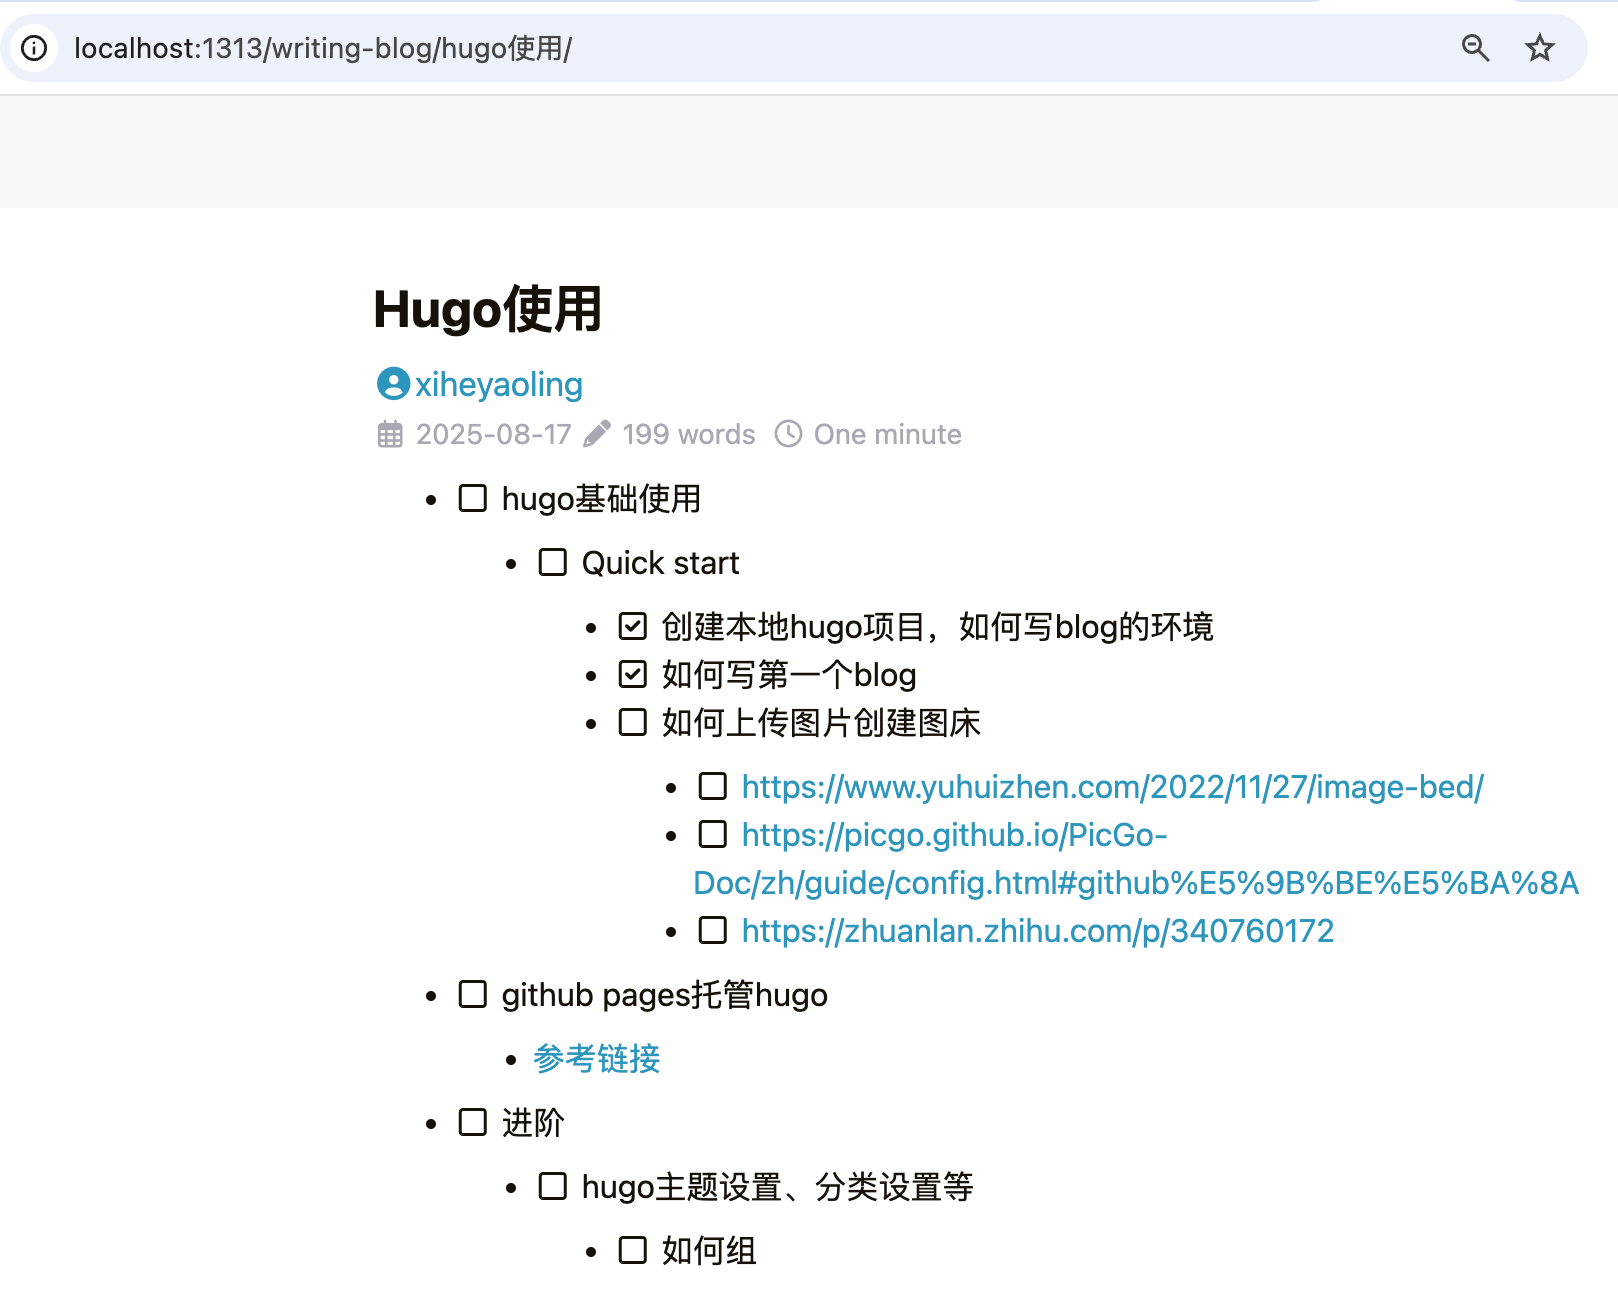 localhost:1313/writing-blog/hugo使用/
Hugo使用
xiheyaoling
2025-08-17 199 words One minute
hugo基础使用
Quick start
创建本地hugo项目，如何写blog的环境
如何写第一个blog
如何上传图片创建图床
https://www.yuhuizhen.com/2022/11/27/image-bed/
https://picgo.github.io/PicGo-
Doc/zh/guide/config.html#github%E5%9B%BE%E5%BA%8A
https://zhuanlan.zhihu.com/p/340760172
github pages托管hugo
参考链接
进阶
hugo主题设置、分类设置等
如何组